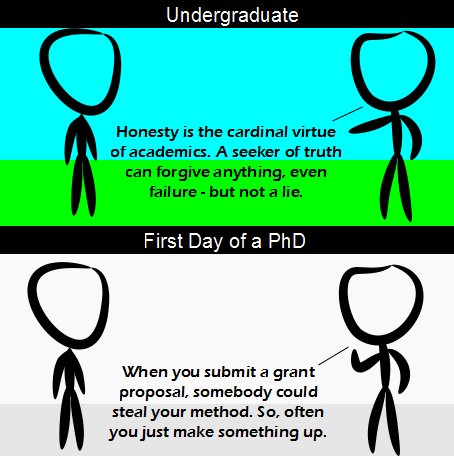 Undergraduate
Honesty is the cardinal virtue
of academics. A seeker of truth
can forgive anything, even
failure - but not a lie.
First Day of a PhD
When you submit a grant
proposal, somebody could
steal your method. So, often
you just make something up.